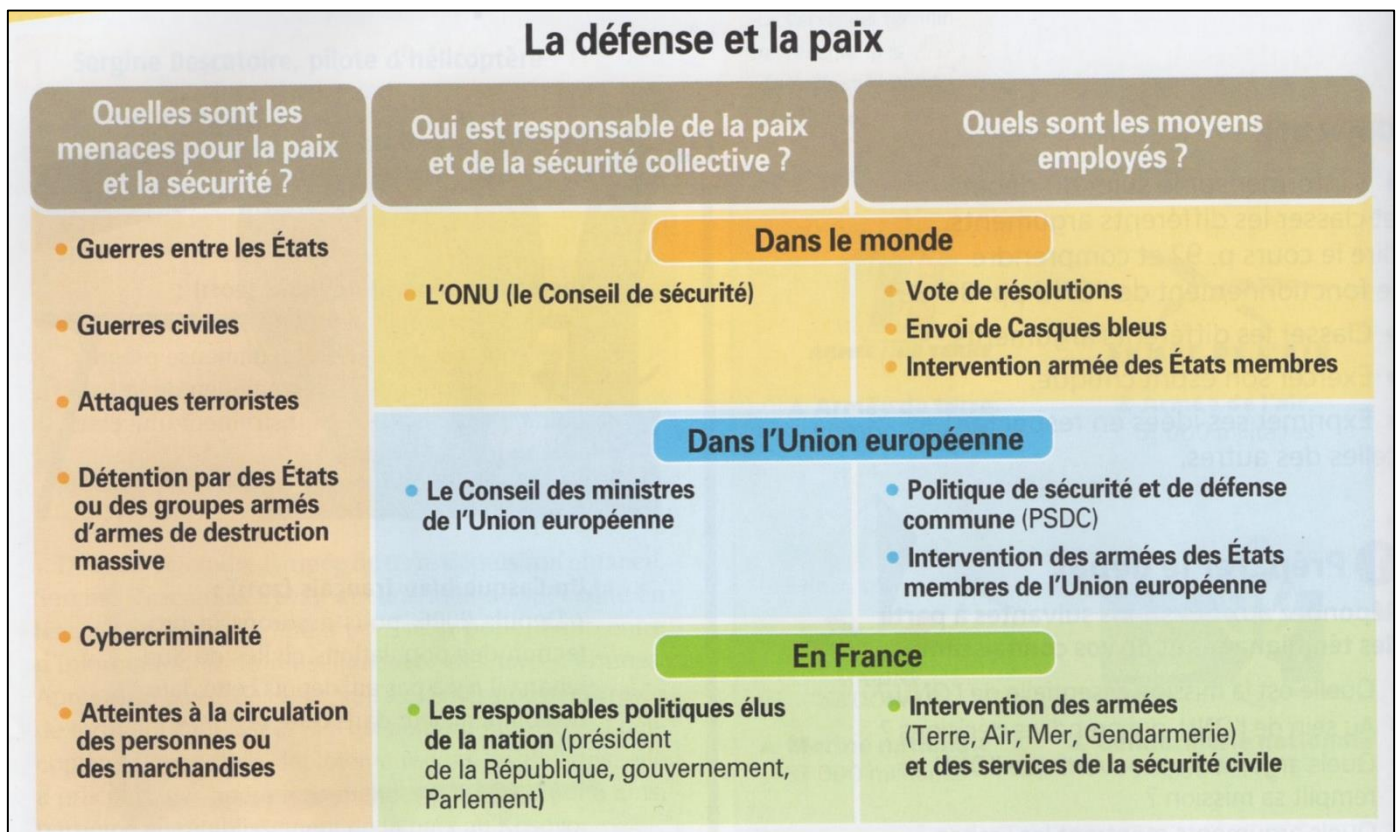 La défense et la paix
Quelles sont les
menaces pour la paix
et la sécurité ?
Qui est responsable de la paix
et de la sécurité collective ?
Quels sont les moyens
employés ?
• Guerres entre les États
• Guerres civiles
• Attaques terroristes
• Détention par des États
ou des groupes armés
d'armes de destruction
massive
• Cybercriminalité
• Atteintes à la circulation
des personnes ou
des marchandises
Dans le monde
• L'ONU (le Conseil de sécurité)
• Vote de résolutions
• Envoi de Casques bleus
• Intervention armée des États membres
Dans l'Union européenne
• Le Conseil des ministres
de l'Union européenne
• Politique de sécurité et de défense
commune (PSDC)
• Intervention des armées des États
membres de l'Union européenne
En France
• Les responsables politiques élus
de la nation (président
de la République, gouvernement,
Parlement)
• Intervention des armées
(Terre, Air, Mer, Gendarmerie)
et des services de la sécurité civile